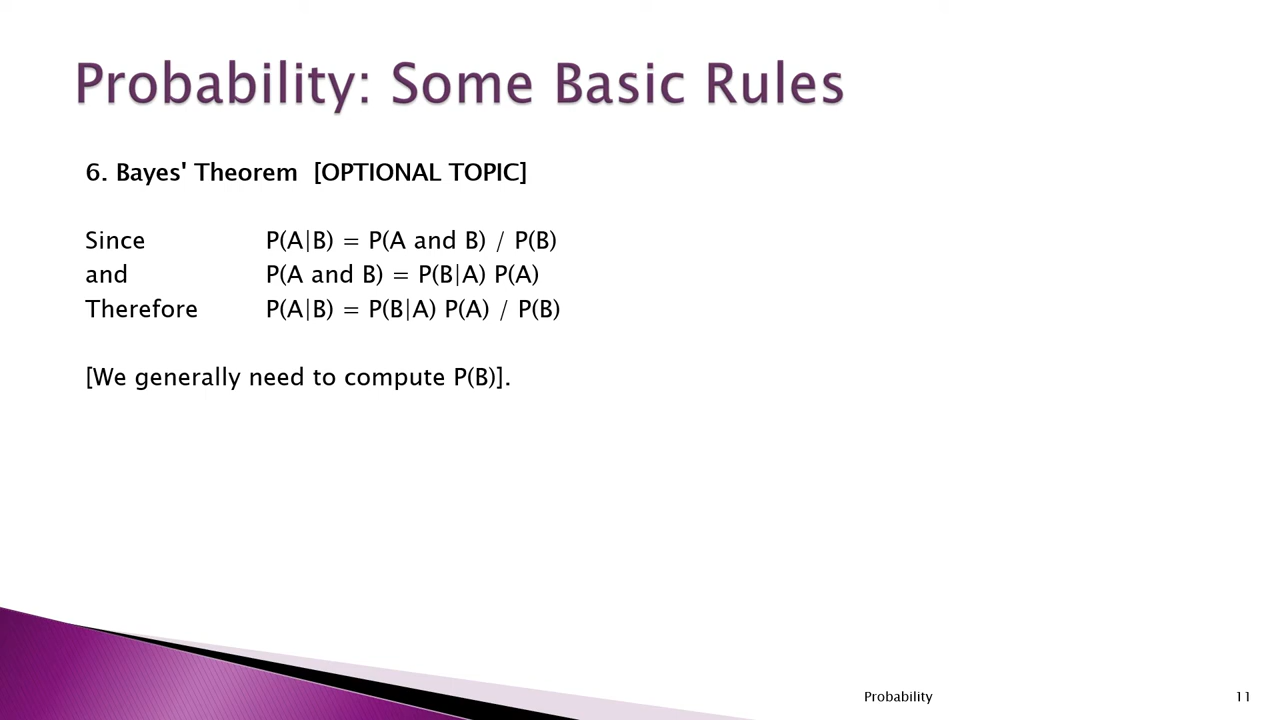 Probability: Some Basic Rules
6. Bayes' Theorem [OPTIONAL TOPIC]
Since P(A|B) = P(A and B) / P(B)
and P(A and B) = P(B|A) P(A)
Therefore P(A|B) = P(B|A) P(A) / P(B)
[We generally need to compute P(B)].
Probability 11